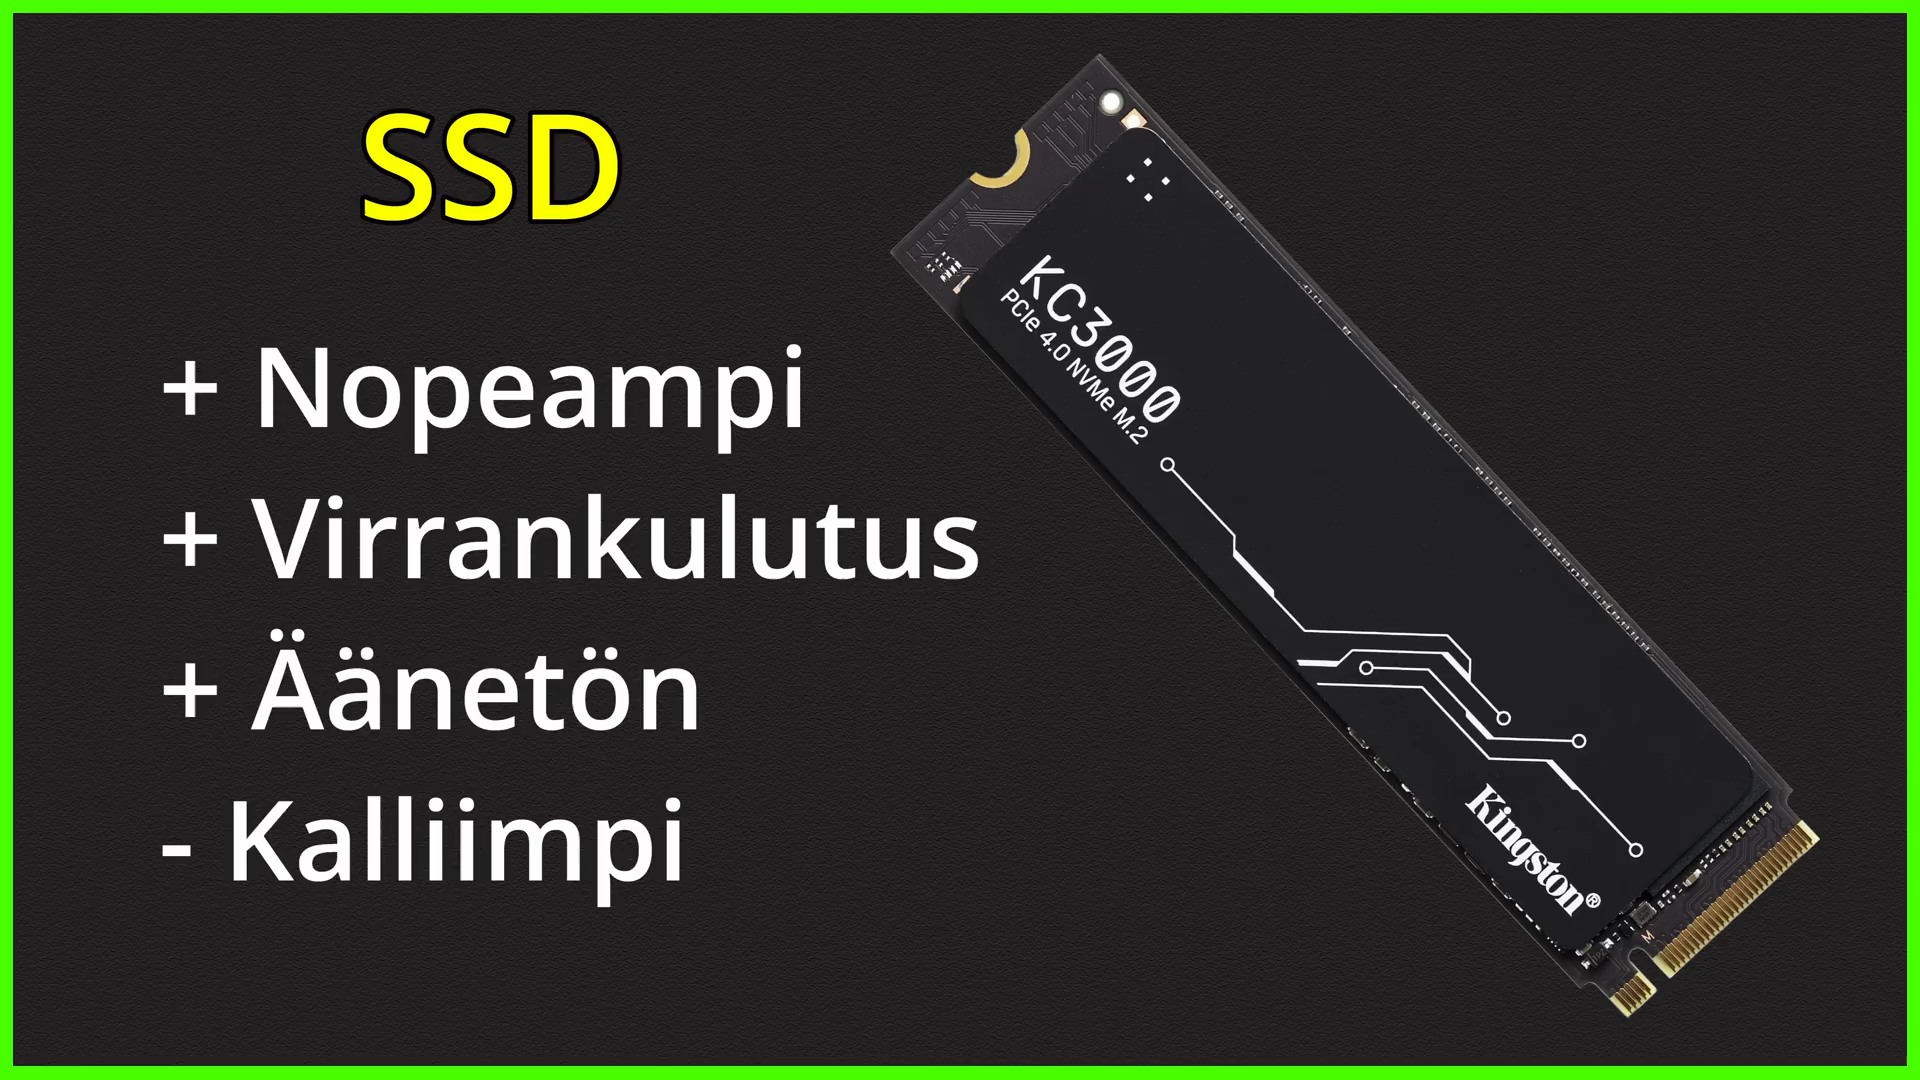 SSD
+ Nopeampi
+ Virrankulutus
+ Äänetön
- Kalliimpi
KC3000
PCIe 4.0 NVMe M.2
Kingston®
M